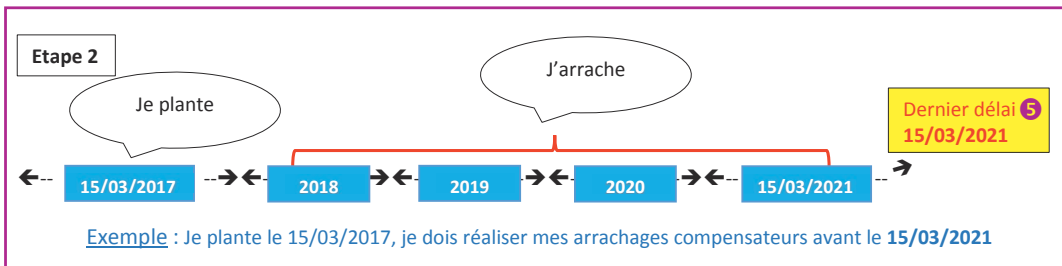 Etape 2
Je plante
J'arrache
Dernier délai ❺
15/03/2021
15/03/2017
2018
2019
2020
15/03/2021
Exemple : Je plante le 15/03/2017, je dois réaliser mes arrachages compensateurs avant le 15/03/2021